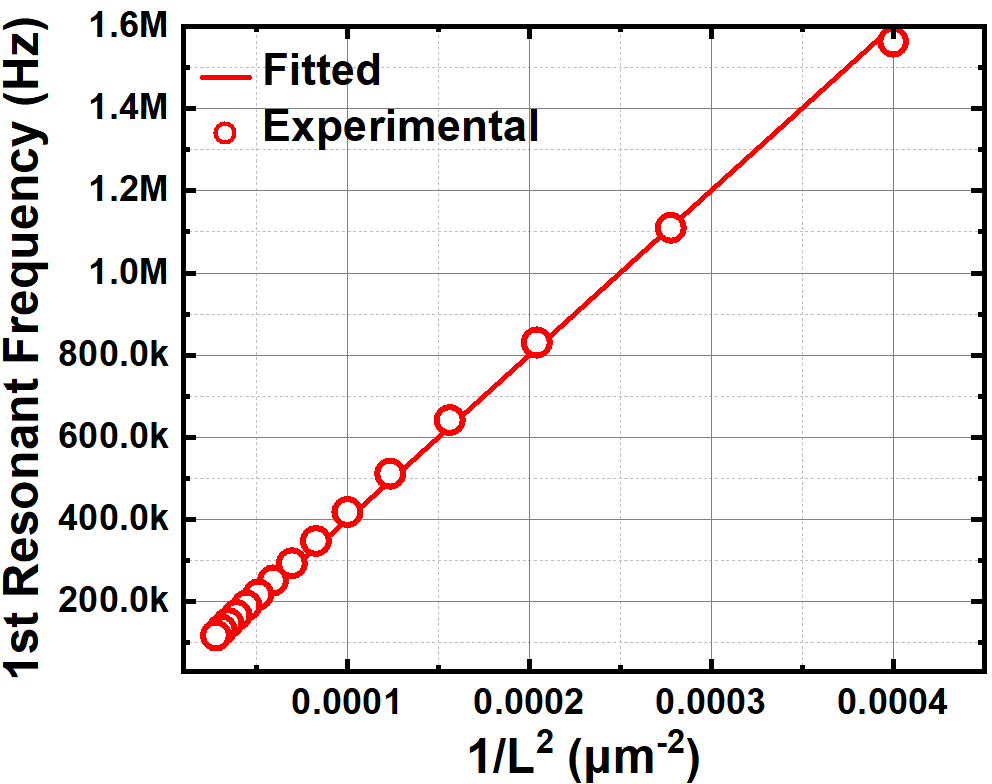 1st Resonant Frequency (Hz)
1.6M
1.4M
1.2M
1.0M
800.0k
600.0k
400.0k
200.0k
Fitted
Experimental
0.0001 0.0002 0.0003 0.0004
1/L² (μm⁻²)